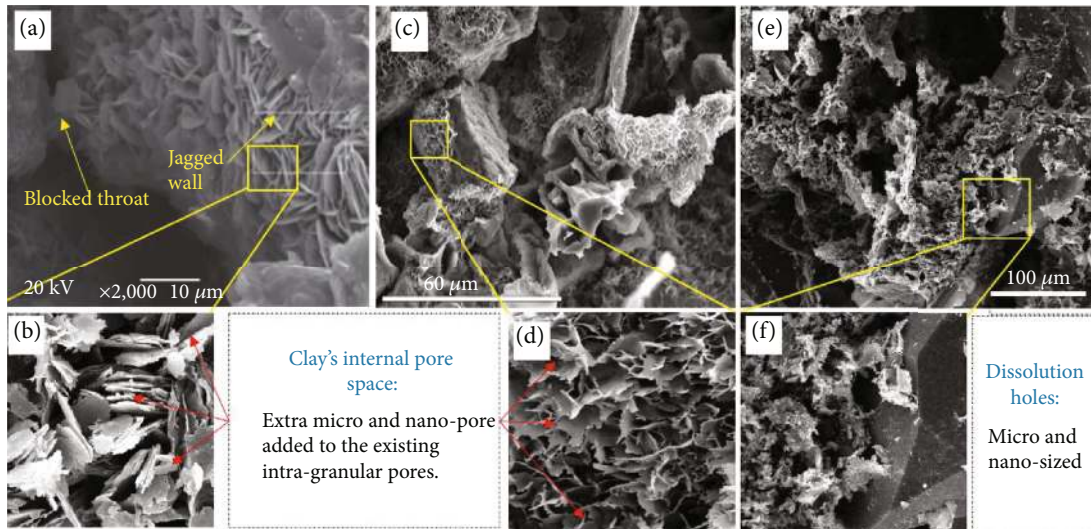 (a)
Jagged
wall
Blocked throat
20 kV
×2,000 10 μm
(c)
60 μm
(e)
100 μm
(b)
Clay's internal pore
space:
Extra micro and nano-pore
added to the existing
intra-granular pores.
(d)
(f)
Dissolution
holes:
Micro and
nano-sized